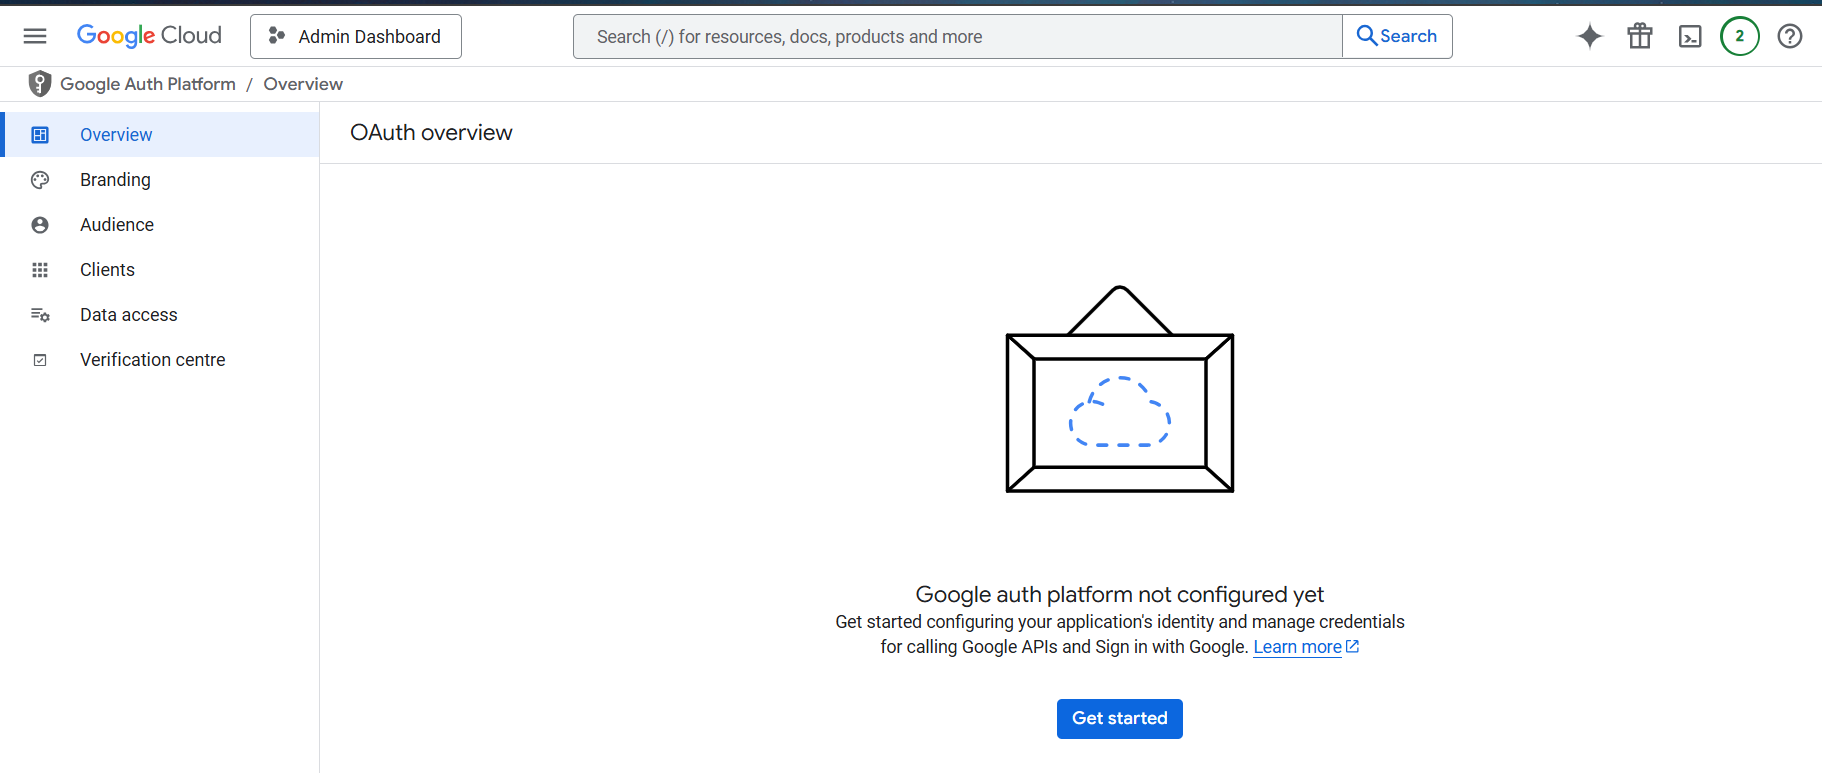 Google Cloud
Admin Dashboard
Search (/) for resources, docs, products and more
Search
2
Google Auth Platform / Overview
Overview
Branding
Audience
Clients
Data access
Verification centre
OAuth overview
Google auth platform not configured yet
Get started configuring your application's identity and manage credentials
for calling Google APIs and Sign in with Google. Learn more
Get started